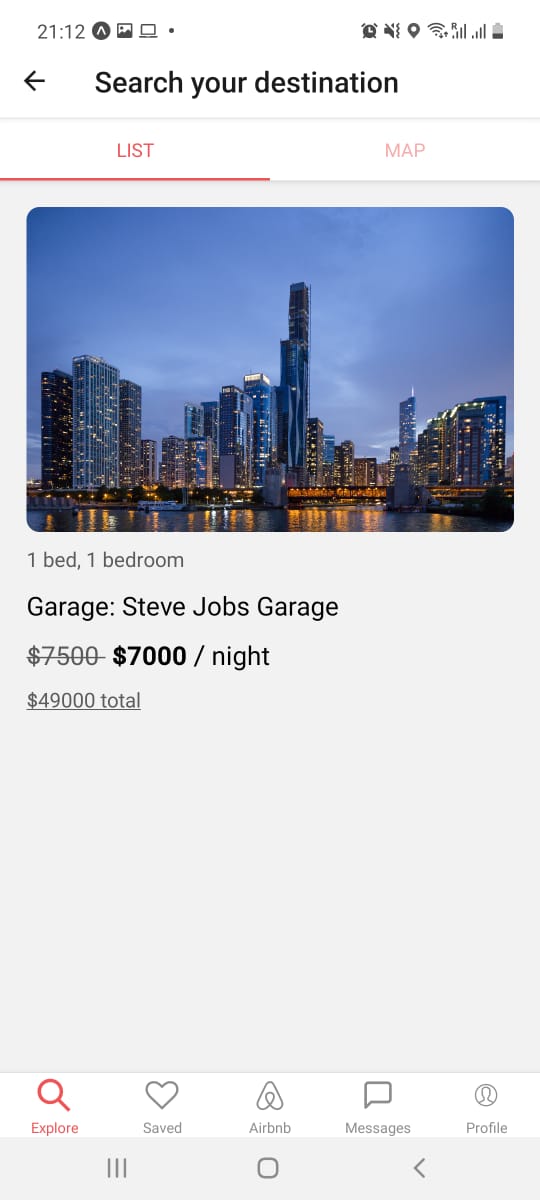 21:12
Search your destination
LIST
MAP
1 bed, 1 bedroom
Garage: Steve Jobs Garage
$7500 $7000 / night
$49000 total
Explore
Saved
Airbnb
Messages
Profile